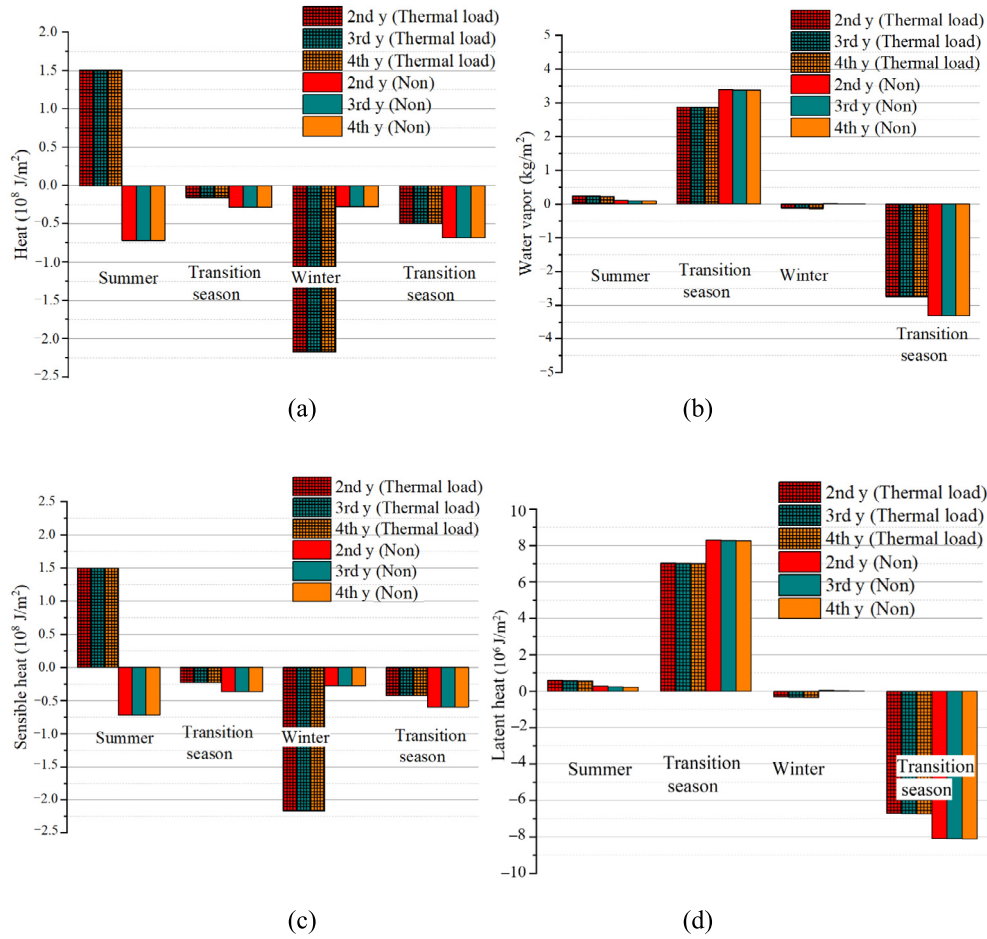 2nd y (Thermal load)
3rd y (Thermal load)
4th y (Thermal load)
2nd y (Non)
3rd y (Non)
4th y (Non)
Heat (10⁸ J/m²)
2.0
1.5
1.0
0.5
0.0
−0.5
−1.0
−1.5
−2.0
−2.5
Summer
Transition
season
Winter
Transition
season
(a)
2nd y (Thermal load)
3rd y (Thermal load)
4th y (Thermal load)
2nd y (Non)
3rd y (Non)
4th y (Non)
Water vapor (kg/m²)
5
4
3
2
1
0
−1
−2
−3
−4
−5
Summer
Transition
season
Winter
Transition
season
(b)
2nd y (Thermal load)
3rd y (Thermal load)
4th y (Thermal load)
2nd y (Non)
3rd y (Non)
4th y (Non)
Sensible heat (10⁸ J/m²)
2.5
2.0
1.5
1.0
0.5
0.0
−0.5
−1.0
−1.5
−2.0
−2.5
Summer
Transition
season
Winter
Transition
season
(c)
2nd y (Thermal load)
3rd y (Thermal load)
4th y (Thermal load)
2nd y (Non)
3rd y (Non)
4th y (Non)
Latent heat (10⁶ J/m²)
10
8
6
4
2
0
−2
−4
−6
−8
−10
Summer
Transition
season
Winter
Transition
season
(d)